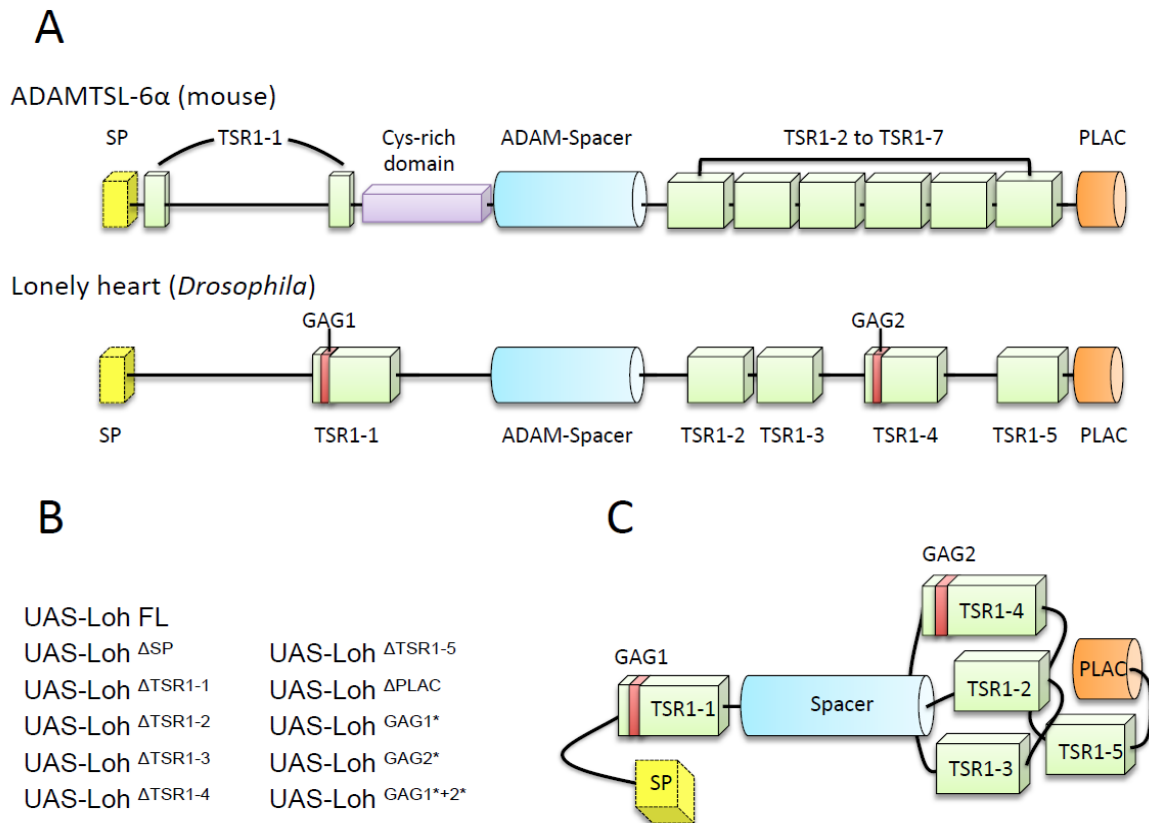 A
ADAMTSL-6α (mouse)
SP
TSR1-1
Cys-rich
domain
ADAM-Spacer
TSR1-2 to TSR1-7
PLAC
Lonely heart (Drosophila)
GAG1
GAG2
SP
TSR1-1
ADAM-Spacer
TSR1-2
TSR1-3
TSR1-4
TSR1-5
PLAC
B
UAS-Loh FL
UAS-Loh ΔSP
UAS-Loh ΔTSR1-1
UAS-Loh ΔTSR1-2
UAS-Loh ΔTSR1-3
UAS-Loh ΔTSR1-4
UAS-Loh ΔTSR1-5
UAS-Loh ΔPLAC
UAS-Loh GAG1*
UAS-Loh GAG2*
UAS-Loh GAG1*+2*
C
GAG2
TSR1-4
GAG1
TSR1-1
Spacer
TSR1-2
PLAC
TSR1-3
TSR1-5
SP